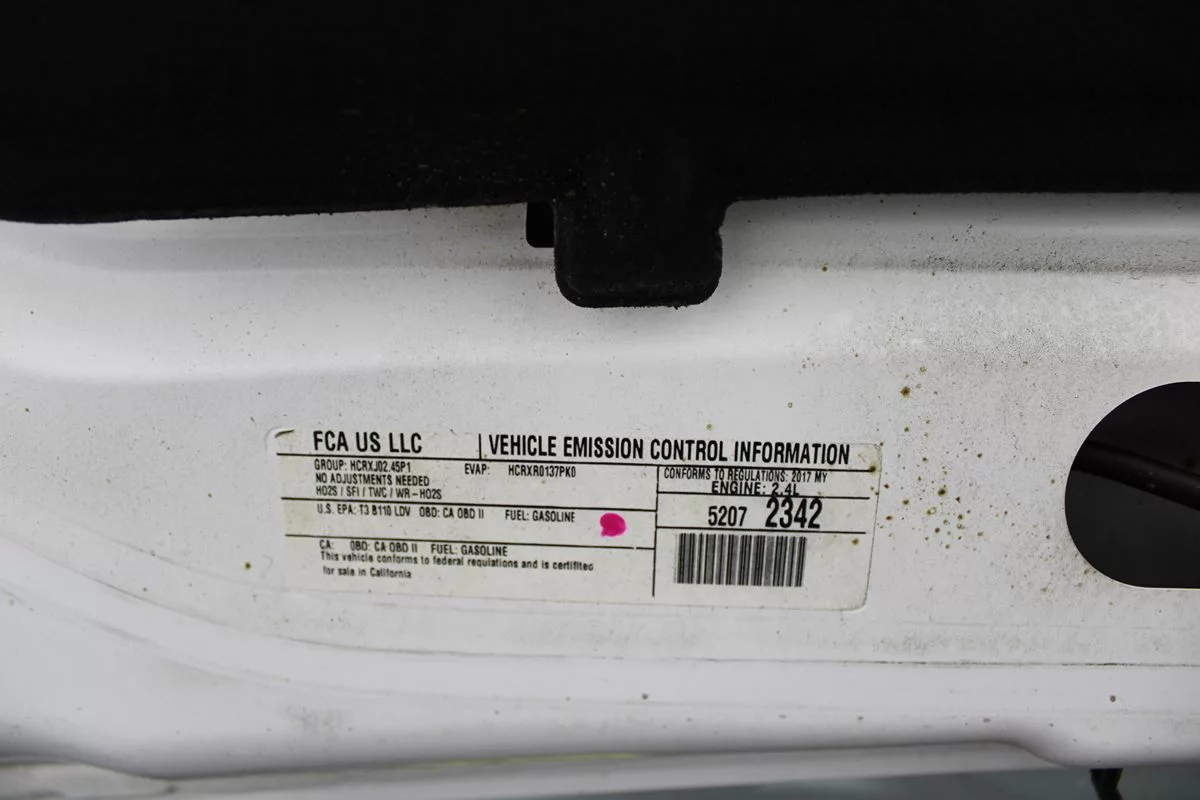 FCA US LLC
VEHICLE EMISSION CONTROL INFORMATION
GROUP: HCRXJ02.45P1 EVAP: HCRXR0137PK0
NO ADJUSTMENTS NEEDED
HO2S / SFI / TWC / WR-HO2S
U.S. EPA: T3 B110 LDV OBD: CA OBD II FUEL: GASOLINE
CA: OBD: CA OBD II FUEL: GASOLINE
This vehicle conforms to federal regulations and is certifited
for sale in California
CONFORMS TO REGULATIONS: 2017 MY
ENGINE: 2.4L
5207 2342